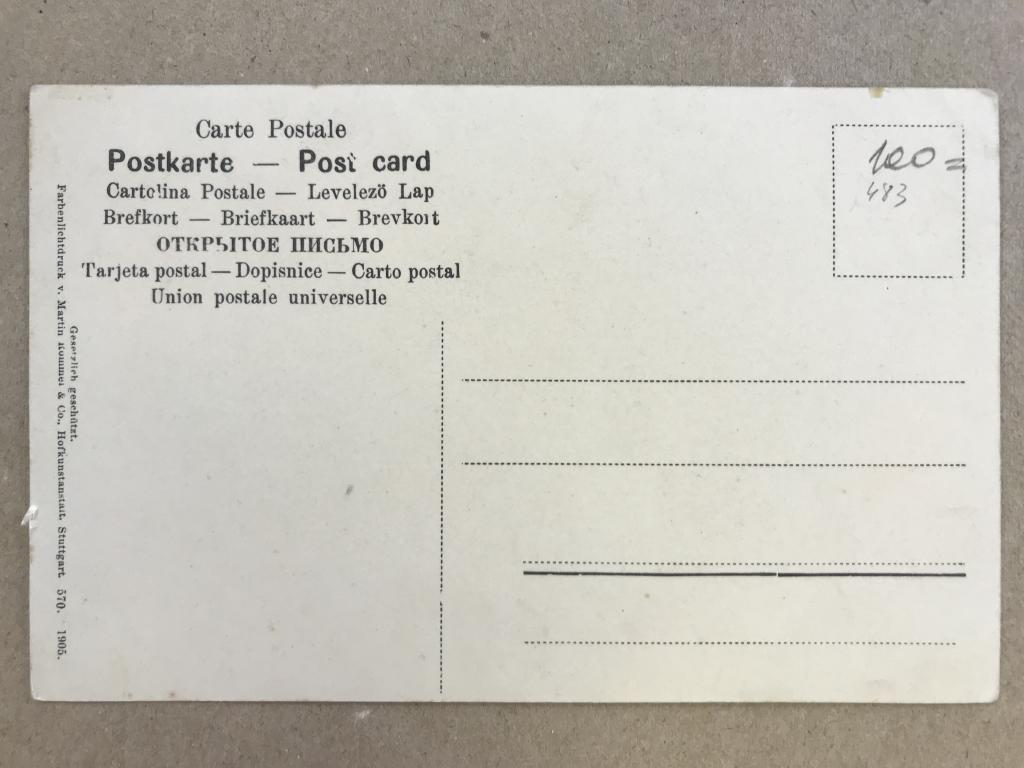 Carte Postale
Postkarte — Post card
Cartolina Postale — Levelező Lap
Brefkort — Briefkaart — Brevkort
ОТКРЫТОЕ ПИСЬМО
Tarjeta postal — Dopisnice — Carto postal
Union postale universelle
100=
483
Gesetzlich geschützt.
Farbenlichtdruck v. Martin Rommel & Co., Hofkunstanstalt, Stuttgart 570. 1905.